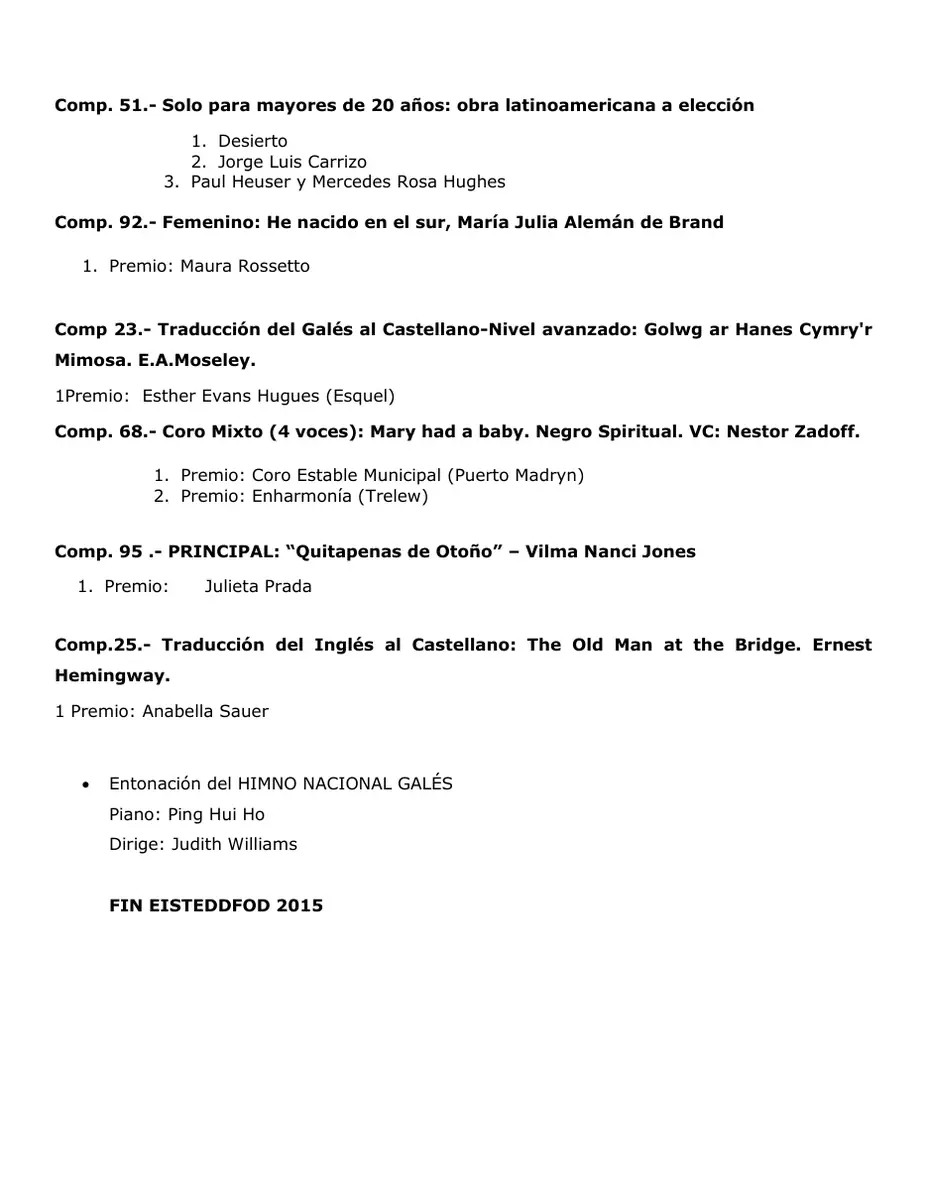 Comp. 51.- Solo para mayores de 20 años: obra latinoamericana a elección
1. Desierto
2. Jorge Luis Carrizo
3. Paul Heuser y Mercedes Rosa Hughes
Comp. 92.- Femenino: He nacido en el sur, María Julia Alemán de Brand
1. Premio: Maura Rossetto
Comp 23.- Traducción del Galés al Castellano-Nivel avanzado: Golwg ar Hanes Cymry'r
Mimosa. E.A.Moseley.
1Premio: Esther Evans Hugues (Esquel)
Comp. 68.- Coro Mixto (4 voces): Mary had a baby. Negro Spiritual. VC: Nestor Zadoff.
1. Premio: Coro Estable Municipal (Puerto Madryn)
2. Premio: Enharmonía (Trelew)
Comp. 95 .- PRINCIPAL: “Quitapenas de Otoño” – Vilma Nanci Jones
1. Premio: Julieta Prada
Comp.25.- Traducción del Inglés al Castellano: The Old Man at the Bridge. Ernest
Hemingway.
1 Premio: Anabella Sauer
• Entonación del HIMNO NACIONAL GALÉS
Piano: Ping Hui Ho
Dirige: Judith Williams
FIN EISTEDDFOD 2015